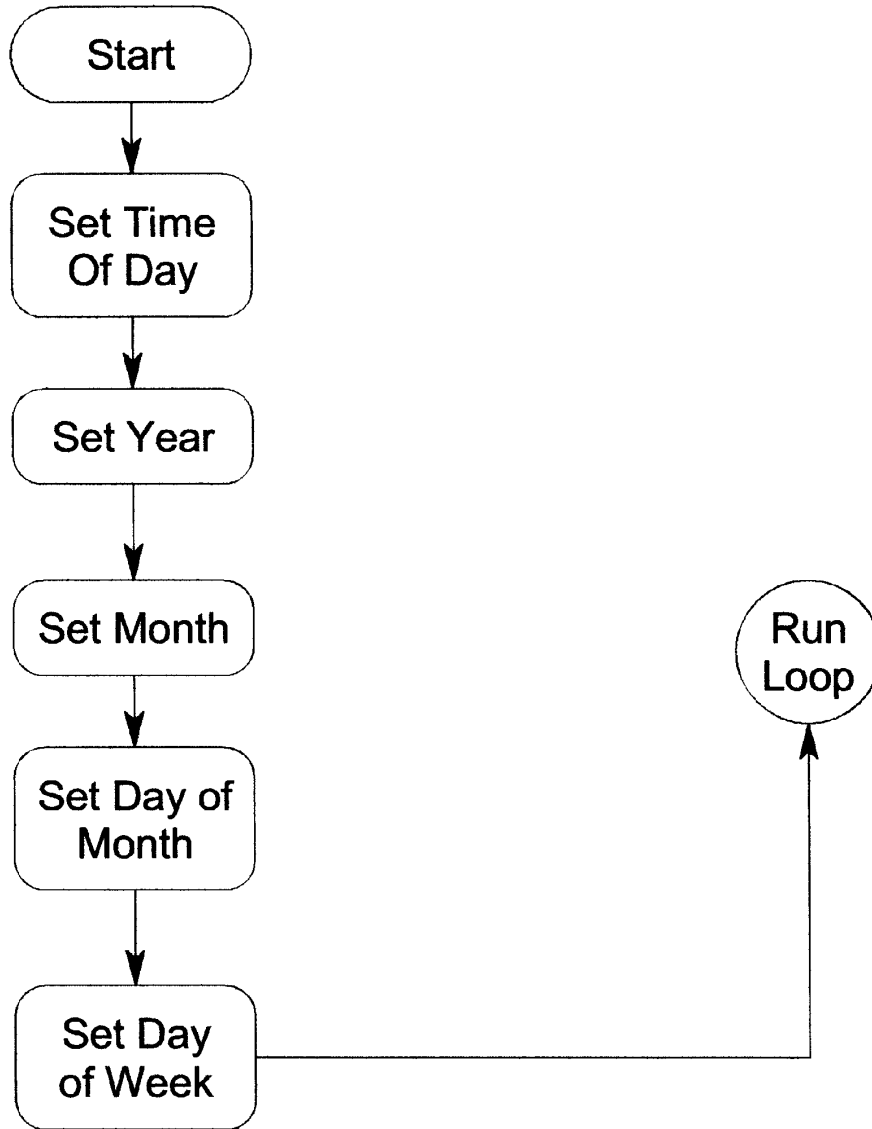 Start
Set Time
Of Day
Set Year
Set Month
Set Day of
Month
Set Day
of Week
Run
Loop